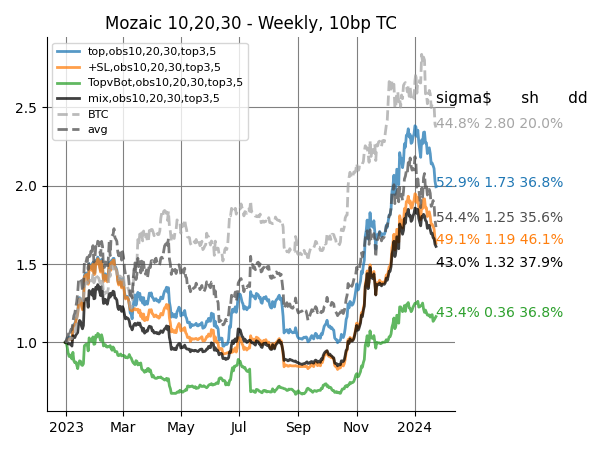 Mozaic 10,20,30 - Weekly, 10bp TC
top,obs10,20,30,top3,5
+SL,obs10,20,30,top3,5
TopvBot,obs10,20,30,top3,5
mix,obs10,20,30,top3,5
BTC
avg
sigma$ sh dd
44.8% 2.80 20.0%
52.9% 1.73 36.8%
54.4% 1.25 35.6%
49.1% 1.19 46.1%
43.0% 1.32 37.9%
43.4% 0.36 36.8%
2.5
2.0
1.5
1.0
2023 Mar May Jul Sep Nov 2024